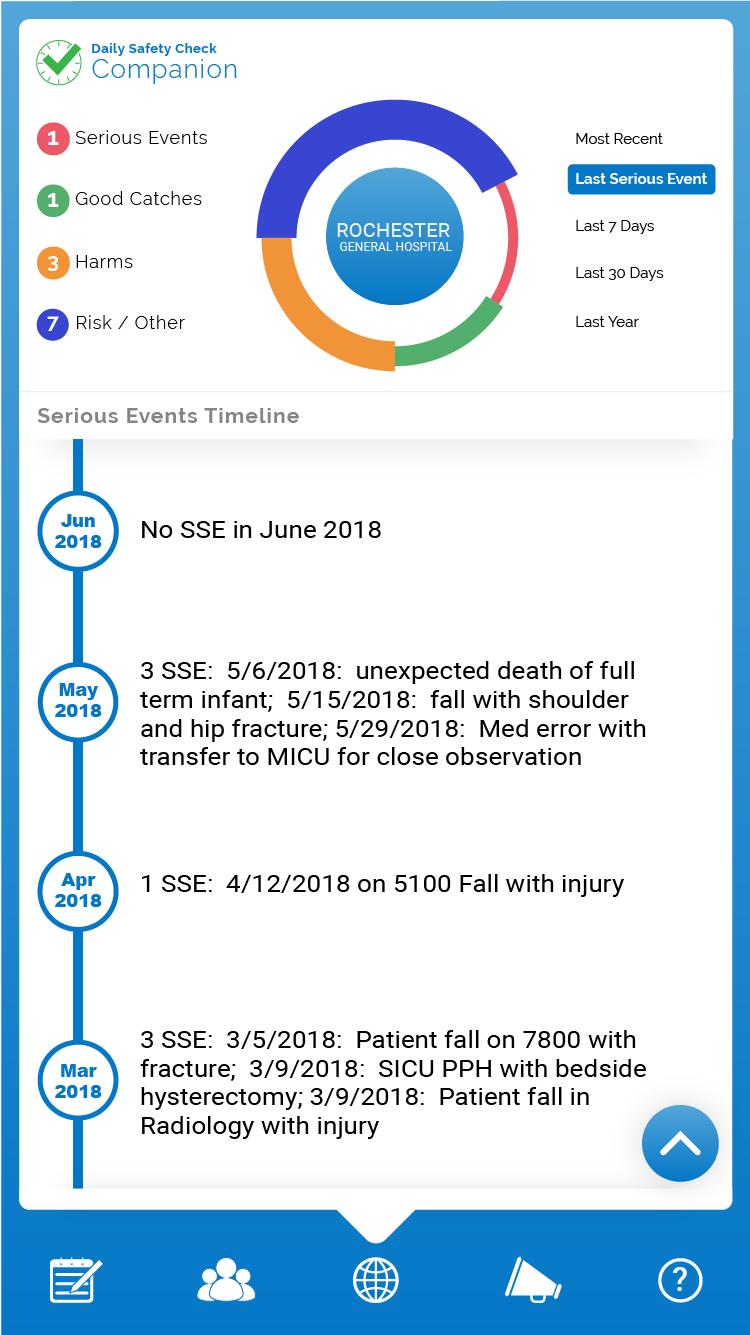 Daily Safety Check
Companion
1 Serious Events
1 Good Catches
3 Harms
7 Risk / Other
ROCHESTER
GENERAL HOSPITAL
Most Recent
Last Serious Event
Last 7 Days
Last 30 Days
Last Year
Serious Events Timeline
Jun
2018
No SSE in June 2018
May
2018
3 SSE:  5/6/2018:  unexpected death of full
term infant;  5/15/2018:  fall with shoulder
and hip fracture; 5/29/2018:  Med error with
transfer to MICU for close observation
Apr
2018
1 SSE:  4/12/2018 on 5100 Fall with injury
Mar
2018
3 SSE:  3/5/2018:  Patient fall on 7800 with
fracture;  3/9/2018:  SICU PPH with bedside
hysterectomy; 3/9/2018:  Patient fall in
Radiology with injury
?